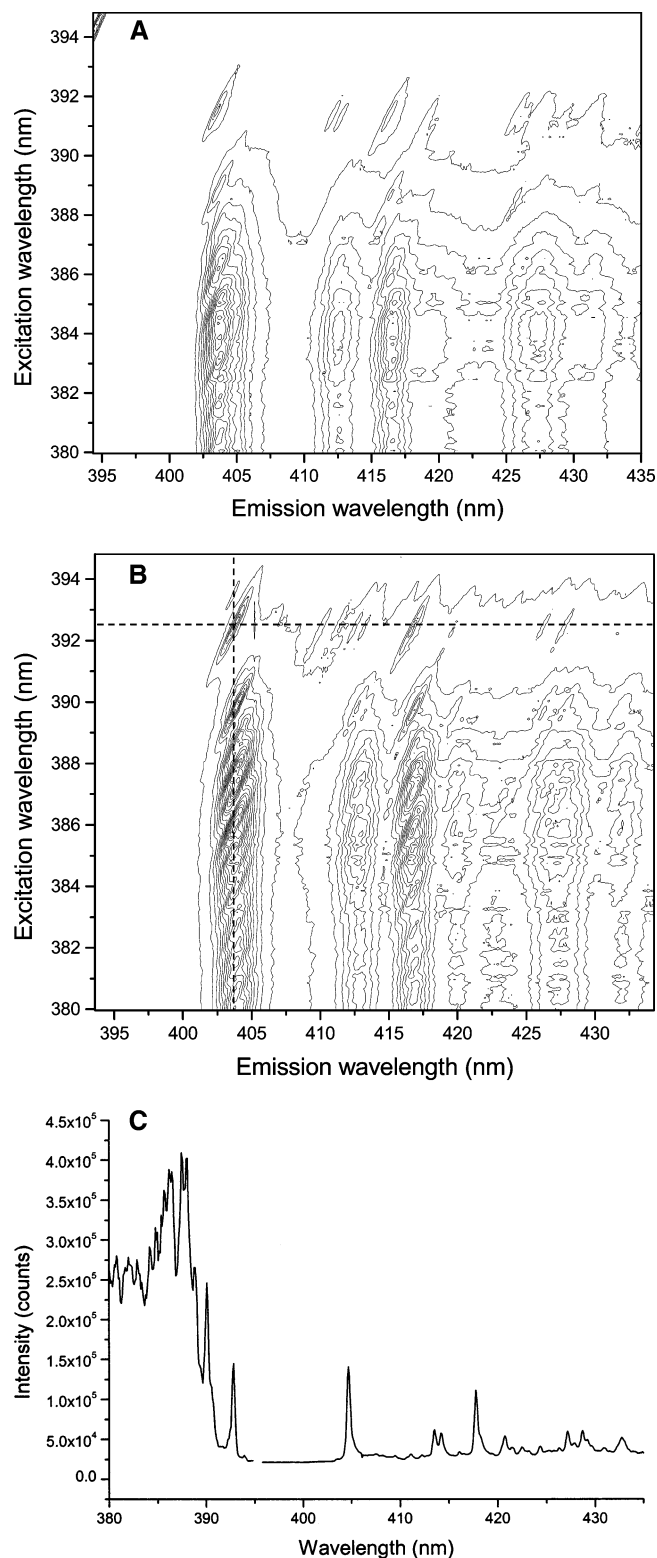 A
394
392
390
388
386
384
382
380
Excitation wavelength (nm)
395 400 405 410 415 420 425 430 435
Emission wavelength (nm)
B
394
392
390
388
386
384
382
380
Excitation wavelength (nm)
395 400 405 410 415 420 425 430
Emission wavelength (nm)
C
4.5x10⁵
4.0x10⁵
3.5x10⁵
3.0x10⁵
2.5x10⁵
2.0x10⁵
1.5x10⁵
1.0x10⁵
5.0x10⁴
0.0
Intensity (counts)
380 390 400 410 420 430
Wavelength (nm)